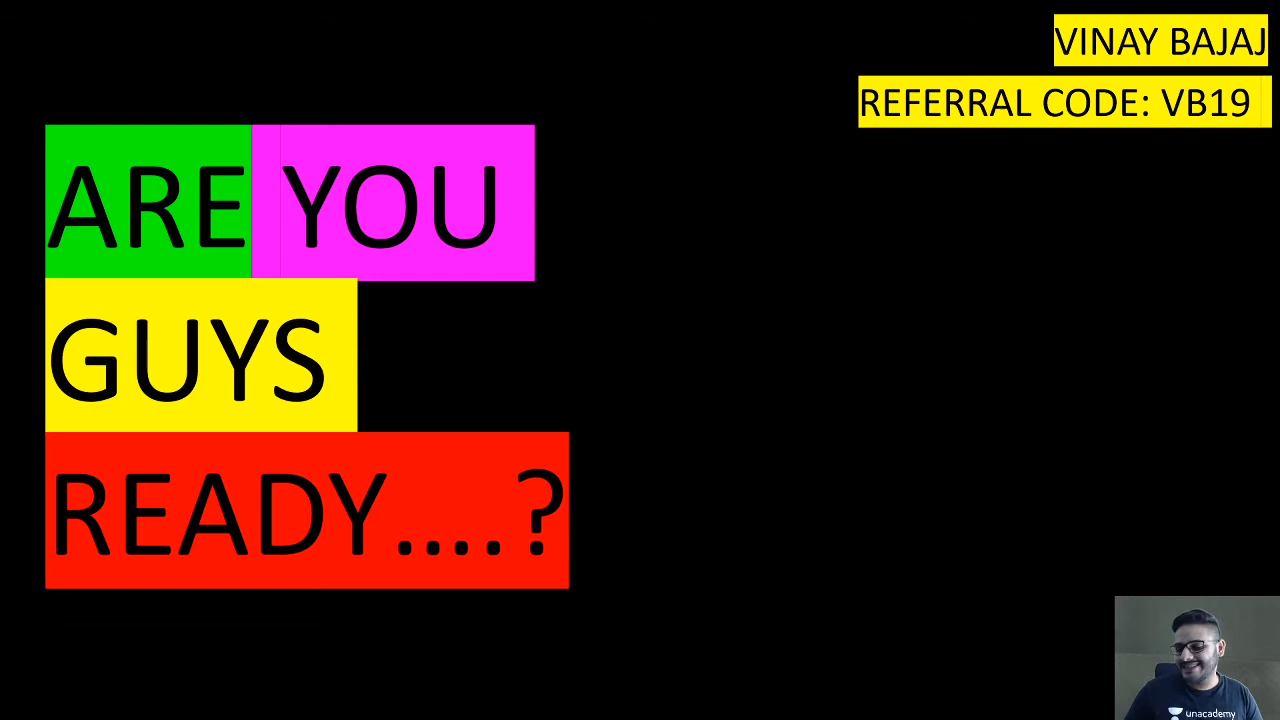 VINAY BAJAJ
REFERRAL CODE: VB19
ARE YOU
GUYS
READY....?
unacademy